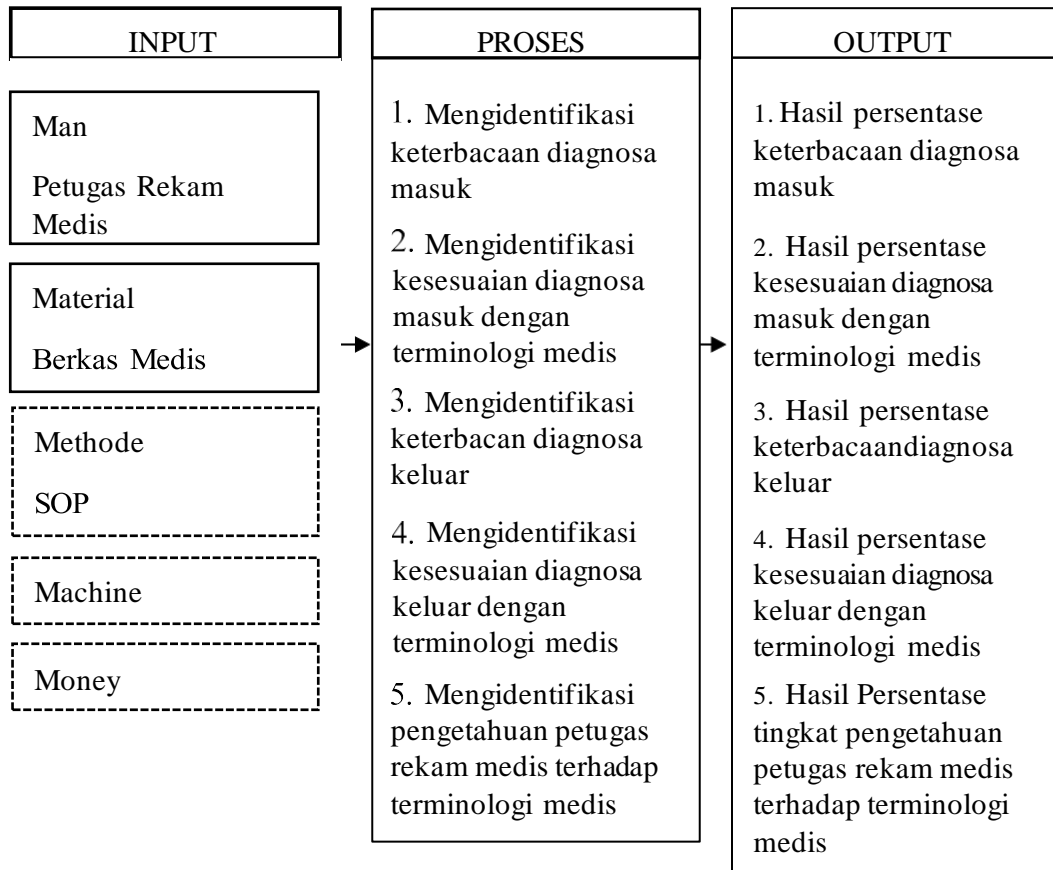 INPUT
Man
Petugas Rekam
Medis
Material
Berkas Medis
Methode
SOP
Machine
Money
PROSES
1. Mengidentifikasi
keterbacaan diagnosa
masuk
2. Mengidentifikasi
kesesuaian diagnosa
masuk dengan
terminologi medis
3. Mengidentifikasi
keterbacan diagnosa
keluar
4. Mengidentifikasi
kesesuaian diagnosa
keluar dengan
terminologi medis
5. Mengidentifikasi
pengetahuan petugas
rekam medis terhadap
terminologi medis
OUTPUT
1. Hasil persentase
keterbacaan diagnosa
masuk
2. Hasil persentase
kesesuaian diagnosa
masuk dengan
terminologi medis
3. Hasil persentase
keterbacaandiagnosa
keluar
4. Hasil persentase
kesesuaian diagnosa
keluar dengan
terminologi medis
5. Hasil Persentase
tingkat pengetahuan
petugas rekam medis
terhadap terminologi
medis